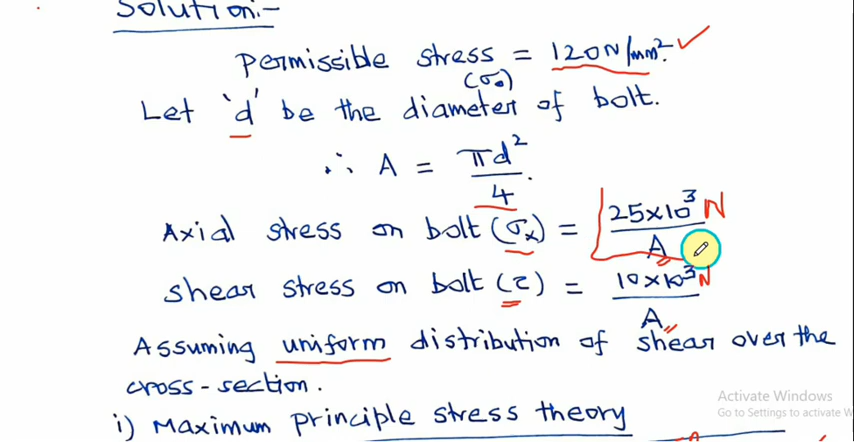 Solution:-
Permissible stress = 120N/mm².
(σ₀)
Let 'd' be the diameter of bolt.
∴ A = πd²/4.
Axial stress on bolt (σx) = 25×10³ N/A
shear stress on bolt (τ) = 10×10³ N/A
Assuming uniform distribution of shear over the
cross-section.
i) Maximum principle stress theory
Activate Windows
Go to Settings to activate W